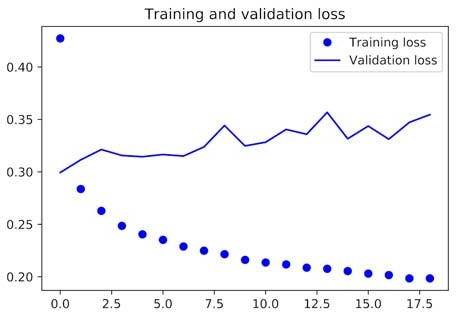 Training and validation loss
Training loss
Validation loss
0.40
0.35
0.30
0.25
0.20
0.0 2.5 5.0 7.5 10.0 12.5 15.0 17.5